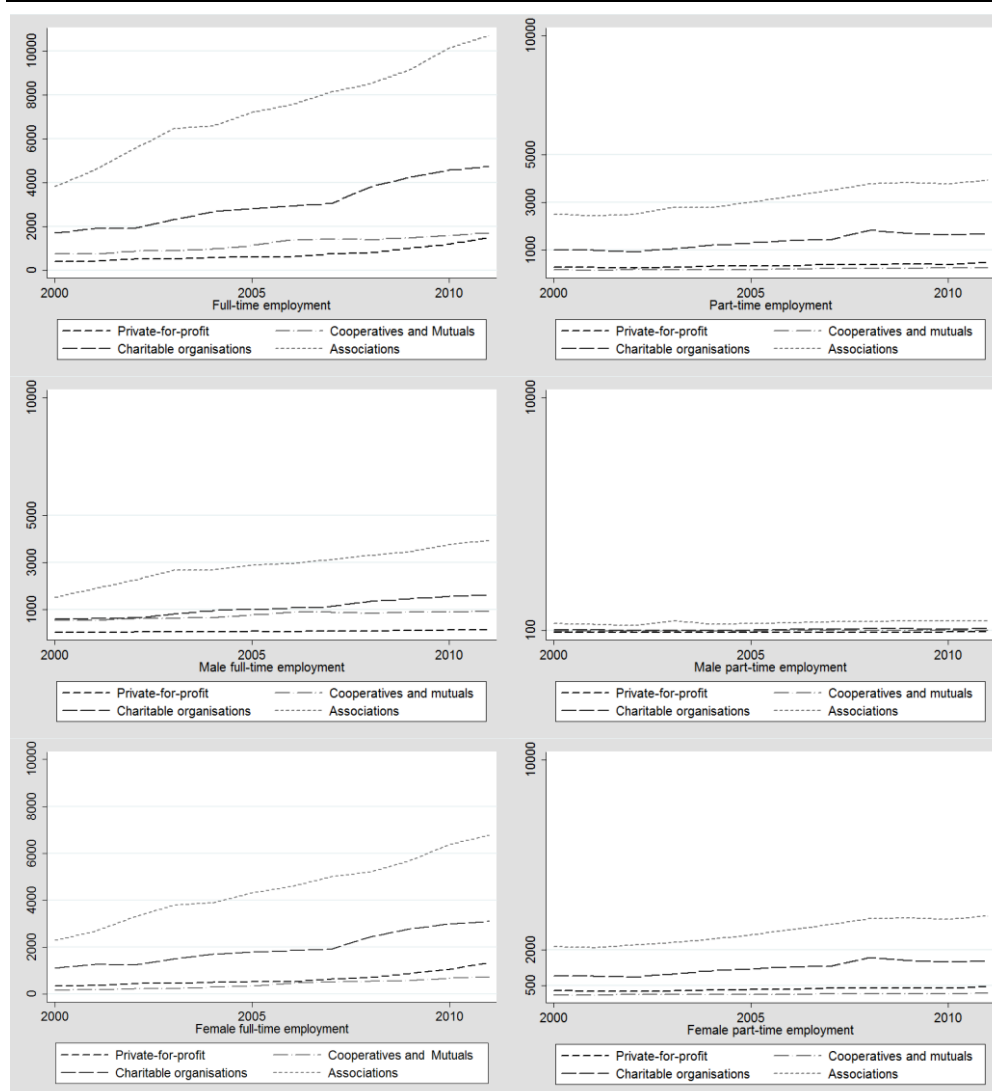 10000
8000
6000
4000
2000
0
2000 2005 2010
Full-time employment
Private-for-profit Cooperatives and Mutuals
Charitable organisations Associations
10000
5000
3000
1000
2000 2005 2010
Part-time employment
Private-for-profit Cooperatives and mutuals
Charitable organisations Associations
10000
5000
3000
1000
2000 2005 2010
Male full-time employment
Private-for-profit Cooperatives and mutuals
Charitable organisations Associations
10000
100
2000 2005 2010
Male part-time employment
Private-for-profit Cooperatives and mutuals
Charitable organisations Associations
10000
8000
6000
4000
2000
0
2000 2005 2010
Female full-time employment
Private-for-profit Cooperatives and Mutuals
Charitable organisations Associations
10000
2000
500
2000 2005 2010
Female part-time employment
Private-for-profit Cooperatives and mutuals
Charitable organisations Associations